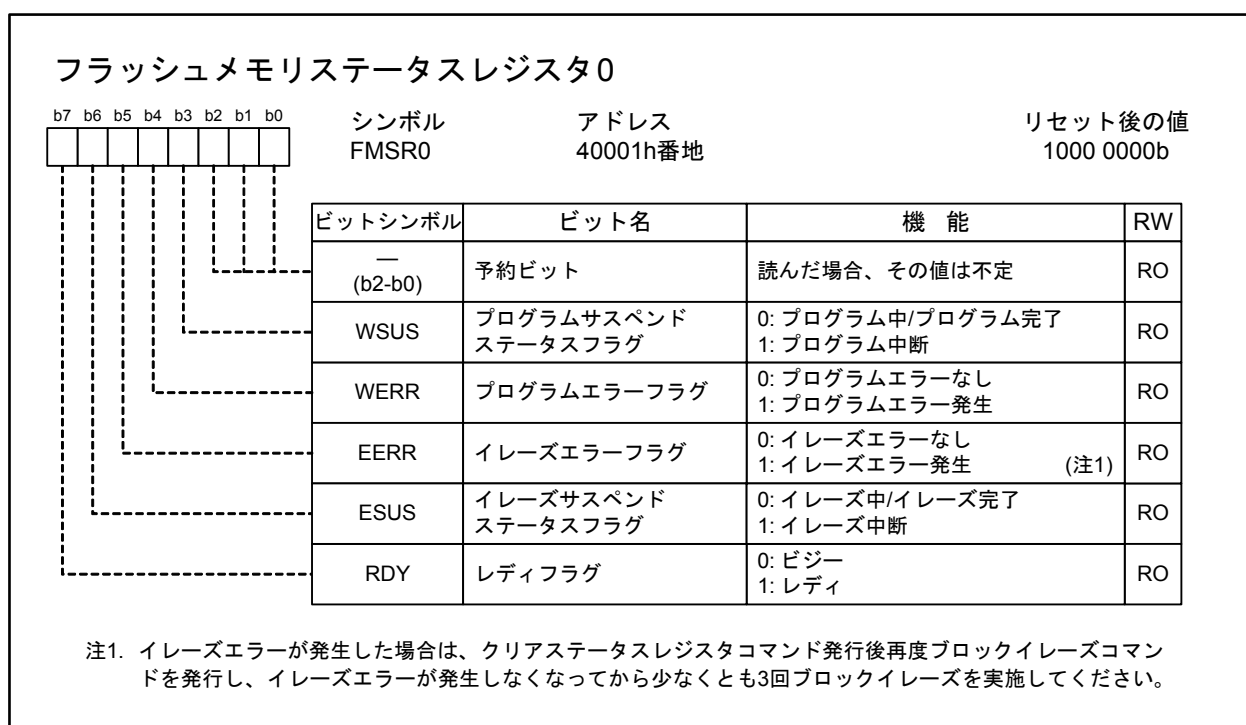 フラッシュメモリステータスレジスタ0
b7 b6 b5 b4 b3 b2 b1 b0
シンボル アドレス リセット後の値
FMSR0 40001h番地 1000 0000b
ビットシンボル ビット名 機 能 RW
—
(b2-b0)
予約ビット
読んだ場合、その値は不定
RO
WSUS
プログラムサスペンド
ステータスフラグ
0: プログラム中/プログラム完了
1: プログラム中断
RO
WERR
プログラムエラーフラグ
0: プログラムエラーなし
1: プログラムエラー発生
RO
EERR
イレーズエラーフラグ
0: イレーズエラーなし
1: イレーズエラー発生 (注1)
RO
ESUS
イレーズサスペンド
ステータスフラグ
0: イレーズ中/イレーズ完了
1: イレーズ中断
RO
RDY
レディフラグ
0: ビジー
1: レディ
RO
注1. イレーズエラーが発生した場合は、クリアステータスレジスタコマンド発行後再度ブロックイレーズコマン
ドを発行し、イレーズエラーが発生しなくなってから少なくとも3回ブロックイレーズを実施してください。